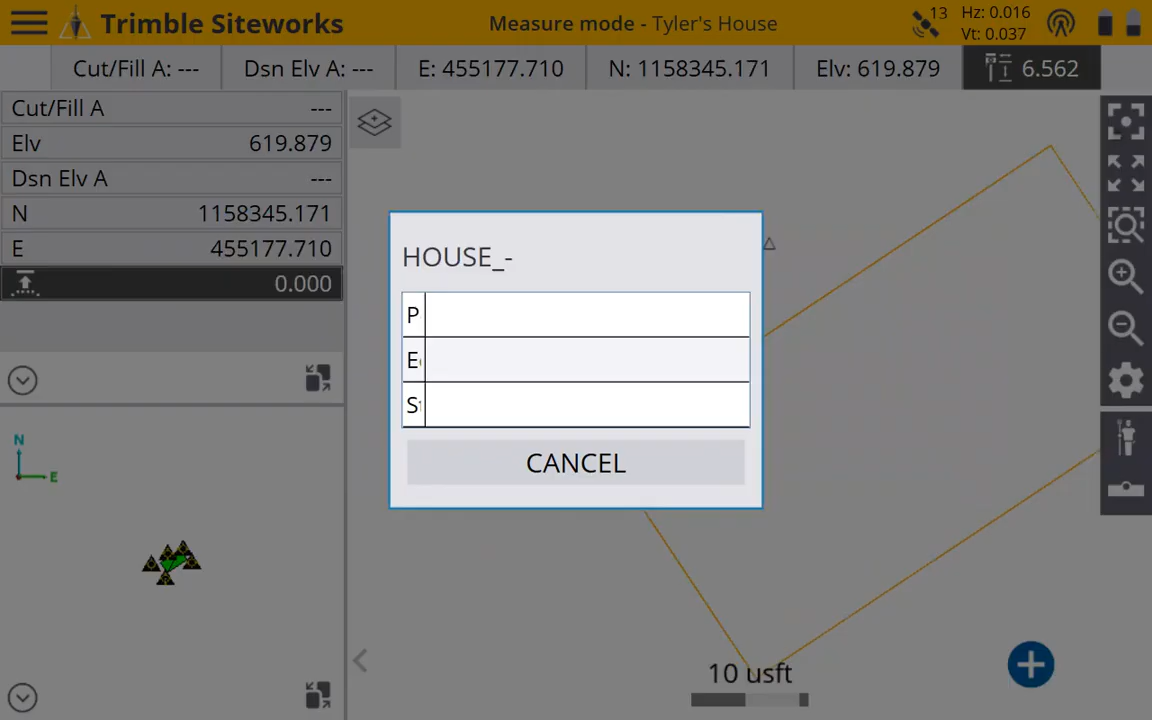 Trimble Siteworks
Measure mode - Tyler's House
13
Hz: 0.016
Vt: 0.037
Cut/Fill A: ---
Dsn Elv A: ---
E: 455177.710
N: 1158345.171
Elv: 619.879
6.562
Cut/Fill A ---
Elv 619.879
Dsn Elv A ---
N 1158345.171
E 455177.710
0.000
HOUSE_-
P
E
S
CANCEL
N
E
10 usft